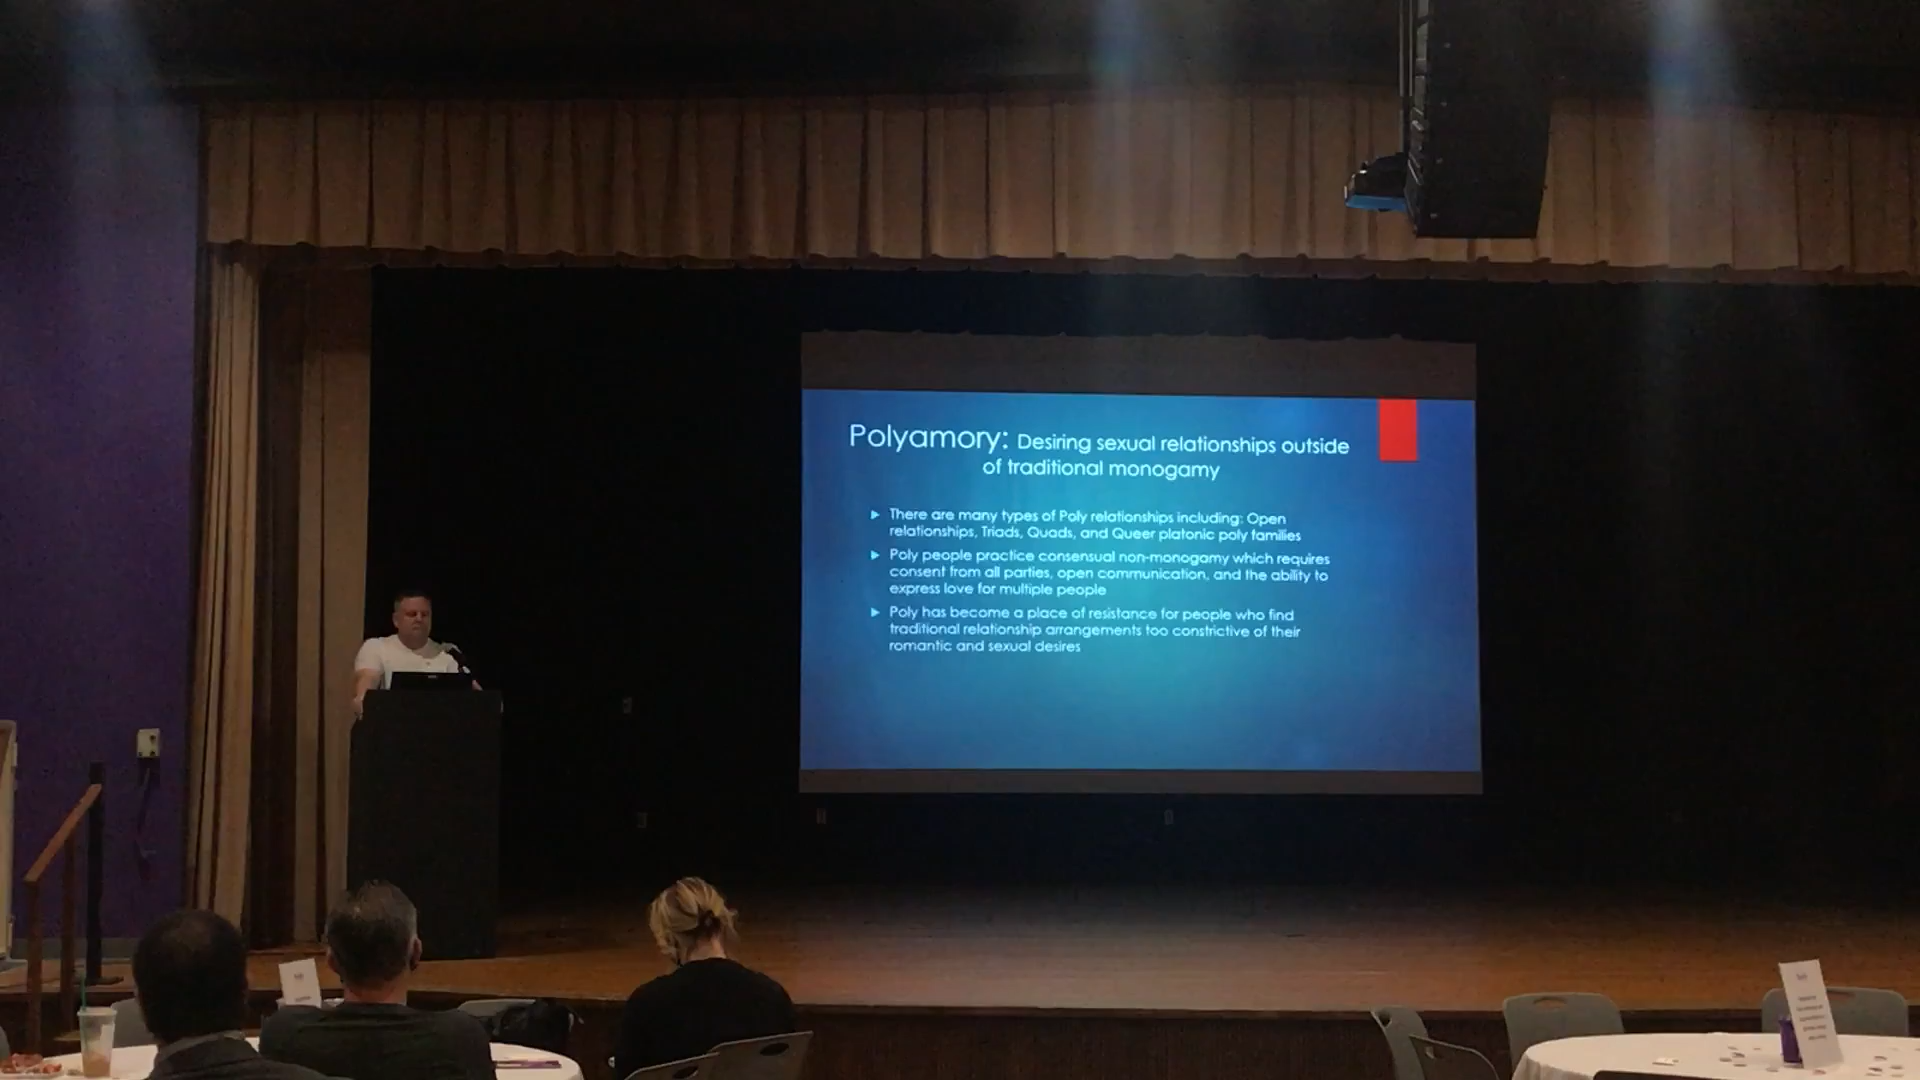 Polyamory: Desiring sexual relationships outside
of traditional monogamy
There are many types of Poly relationships including: Open
relationships, Triads, Quads, and Queer platonic poly families
Poly people practice consensual non-monogamy which requires
consent from all parties, open communication, and the ability to
express love for multiple people
Poly has become a place of resistance for people who find
traditional relationship arrangements too constrictive of their
romantic and sexual desires